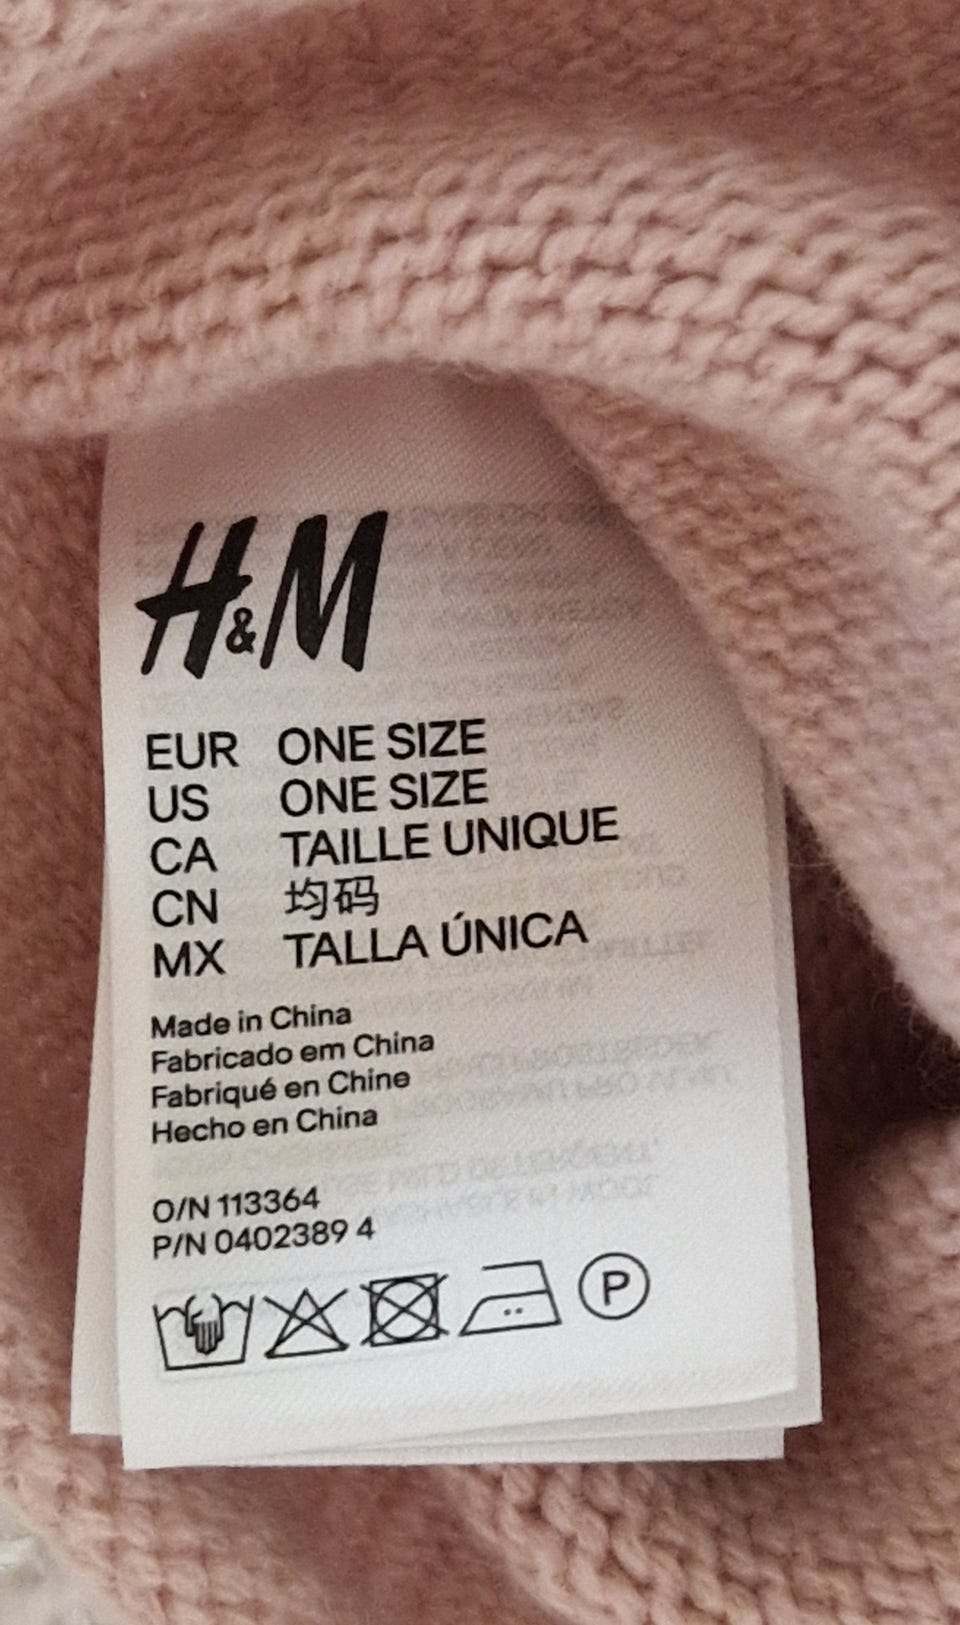 H&M
EUR ONE SIZE
US ONE SIZE
CA TAILLE UNIQUE
CN 均码
MX TALLA ÚNICA
Made in China
Fabricado em China
Fabriqué en Chine
Hecho en China
O/N 113364
P/N 0402389 4
P